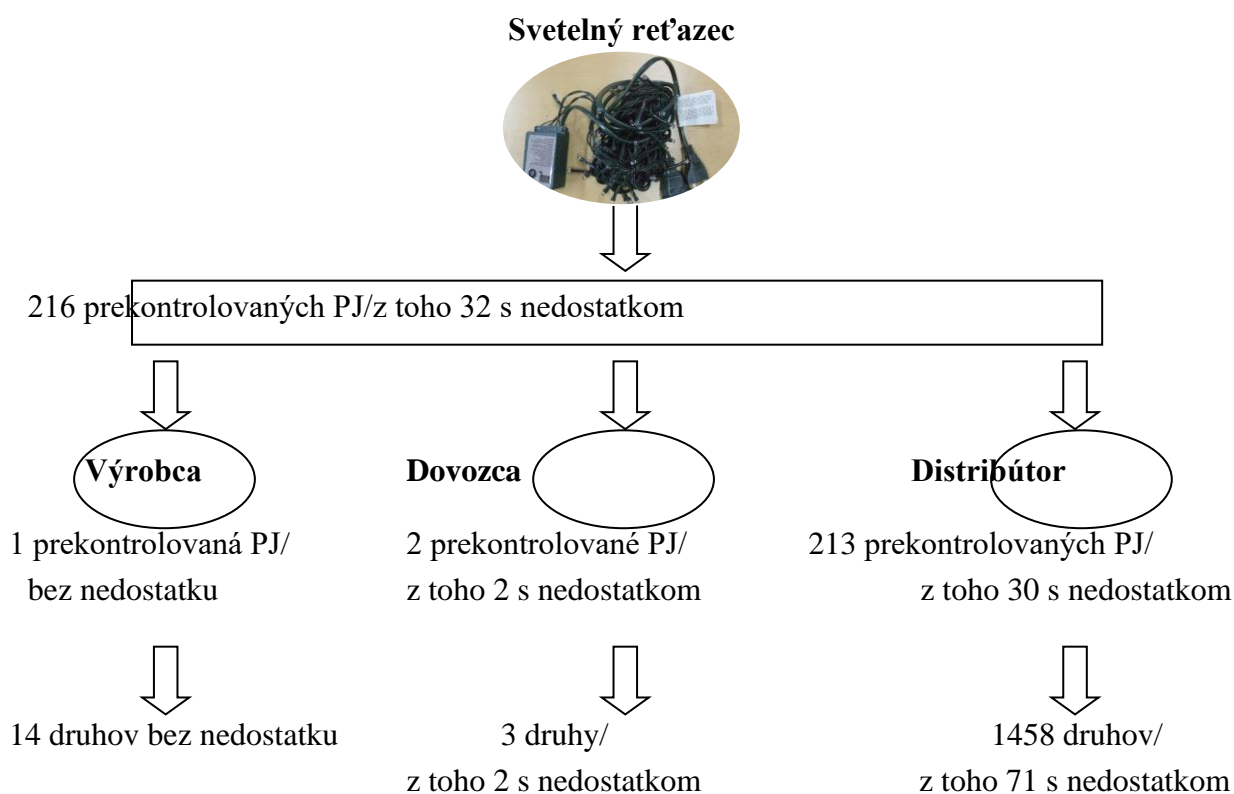 Svetelný reťazec
216 prekontrolovaných PJ/z toho 32 s nedostatkom
Výrobca
1 prekontrolovaná PJ/
bez nedostatku
14 druhov bez nedostatku
Dovozca
2 prekontrolované PJ/
z toho 2 s nedostatkom
3 druhy/
z toho 2 s nedostatkom
Distribútor
213 prekontrolovaných PJ/
z toho 30 s nedostatkom
1458 druhov/
z toho 71 s nedostatkom